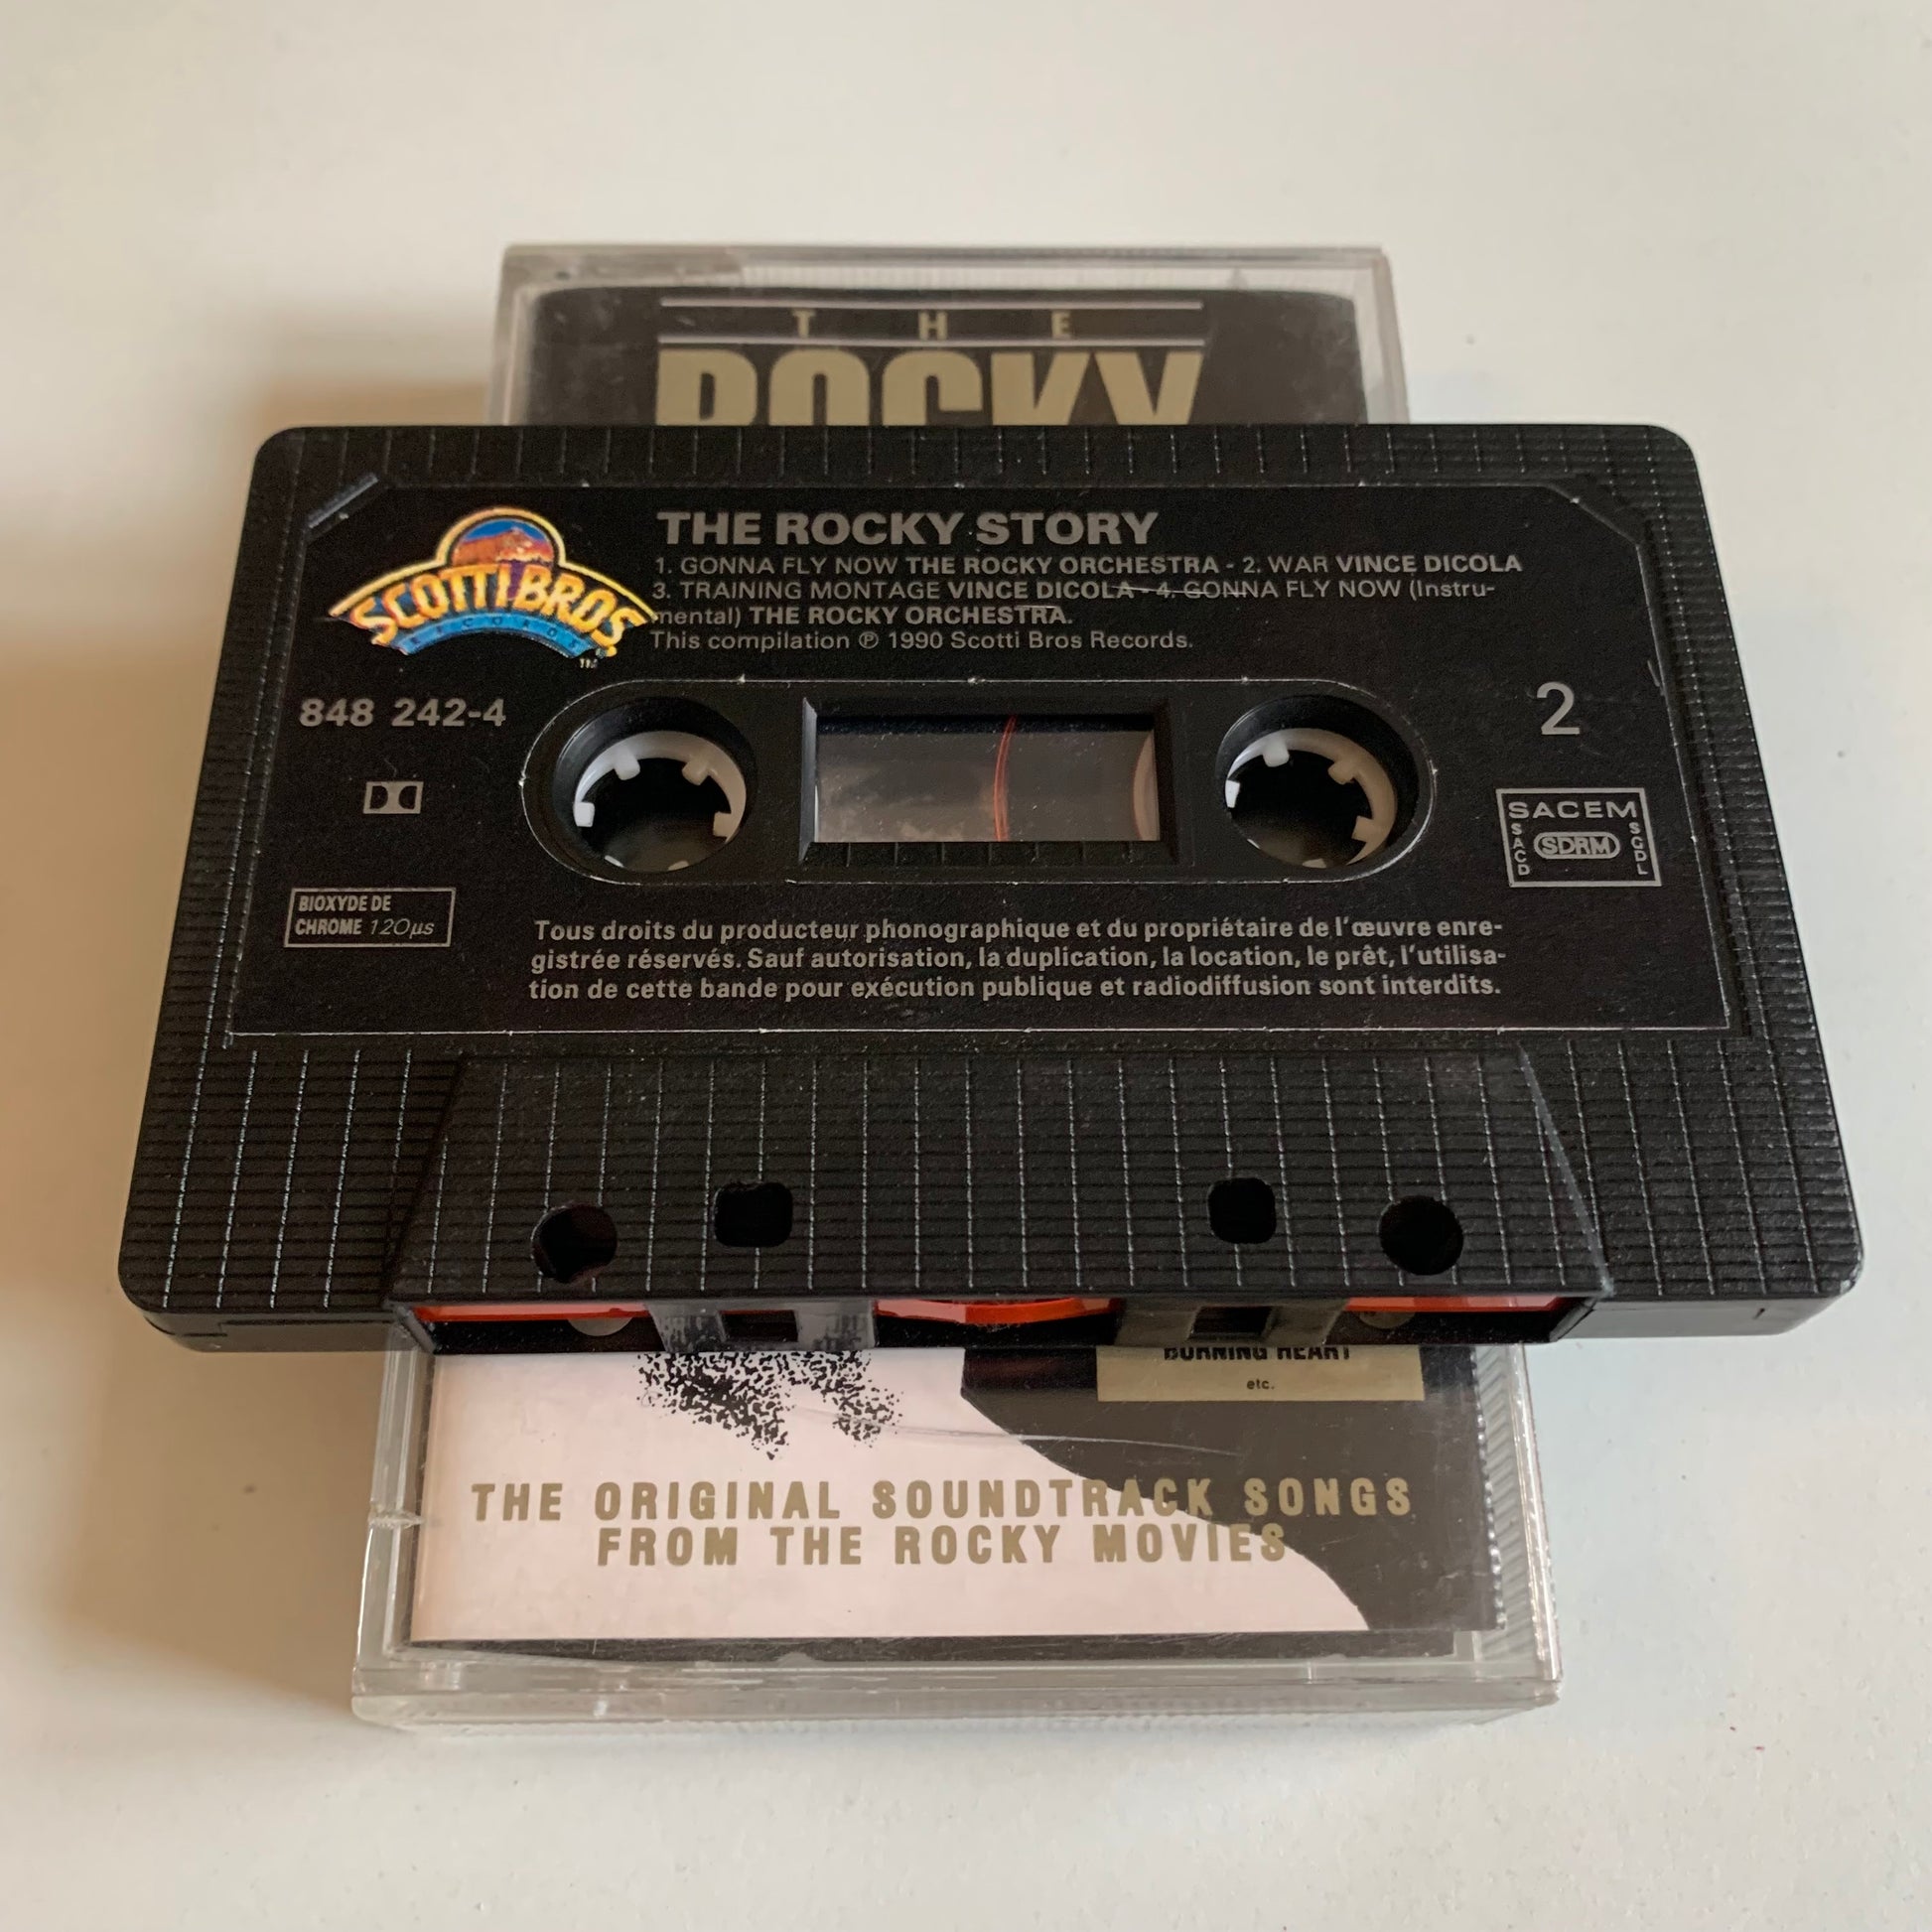 THE
ROCKY
SCOTTI BROS
RECORDS
TM
THE ROCKY STORY
1. GONNA FLY NOW THE ROCKY ORCHESTRA - 2. WAR VINCE DICOLA
3. TRAINING MONTAGE VINCE DICOLA - 4. GONNA FLY NOW (Instru-
mental) THE ROCKY ORCHESTRA.
This compilation ℗ 1990 Scotti Bros Records.
848 242-4
2
SACEM
SACD
SDRM
SGDL
BIOXYDE DE
CHROME 120µs
Tous droits du producteur phonographique et du propriétaire de l'œuvre enre-
gistrée réservés. Sauf autorisation, la duplication, la location, le prêt, l'utilisa-
tion de cette bande pour exécution publique et radiodiffusion sont interdits.
BURNING HEART
etc.
THE ORIGINAL SOUNDTRACK SONGS
FROM THE ROCKY MOVIES